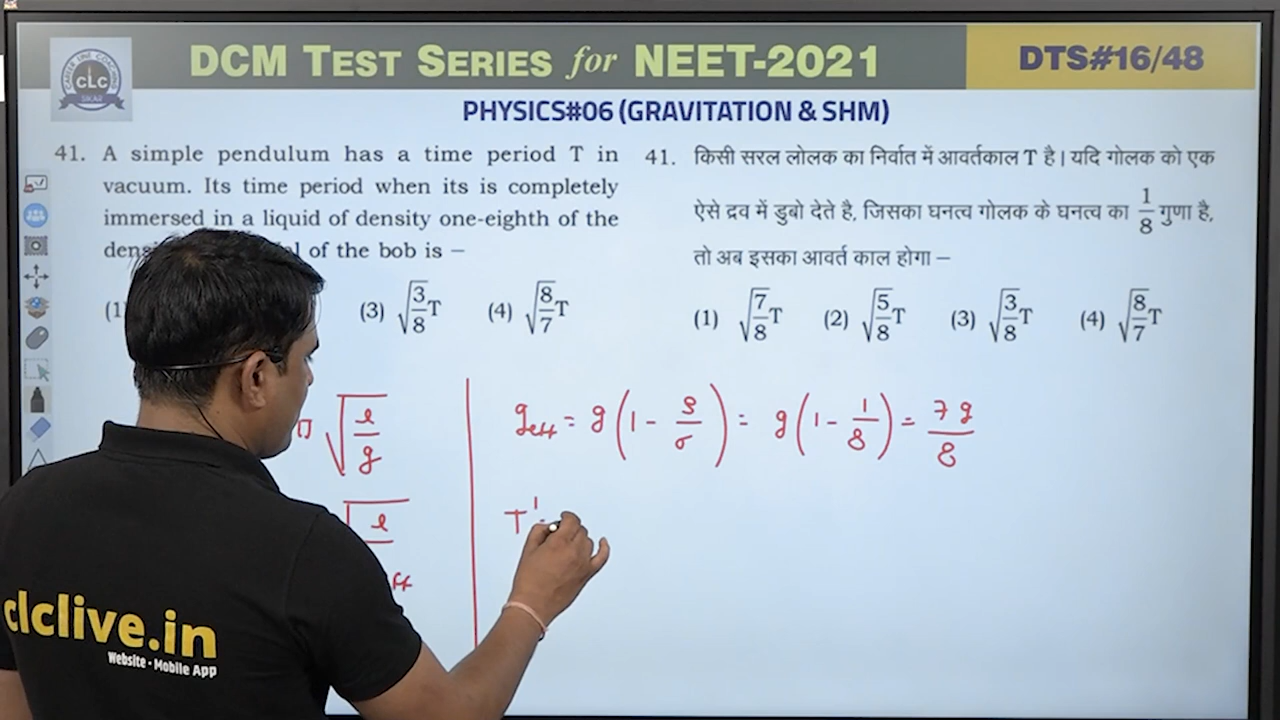 DCM TEST SERIES for NEET-2021
DTS#16/48
CLC
SIKAR
PHYSICS#06 (GRAVITATION & SHM)
41. A simple pendulum has a time period T in
vacuum. Its time period when its is completely
immersed in a liquid of density one-eighth of the
of the bob is –
(3) √(3/8)T (4) √(8/7)T
41. किसी सरल लोलक का निर्वात में आवर्तकाल T है। यदि गोलक को एक
ऐसे द्रव में डुबो देते है, जिसका घनत्व गोलक के घनत्व का 1/8 गुणा है,
तो अब इसका आवर्त काल होगा –
(1) √(7/8)T (2) √(5/8)T (3) √(3/8)T (4) √(8/7)T
√(l/g)
√(l
g_eff = g(1 - ρ/σ) = g(1 - 1/8) = 7g/8
T'
clclive.in
Website • Mobile App